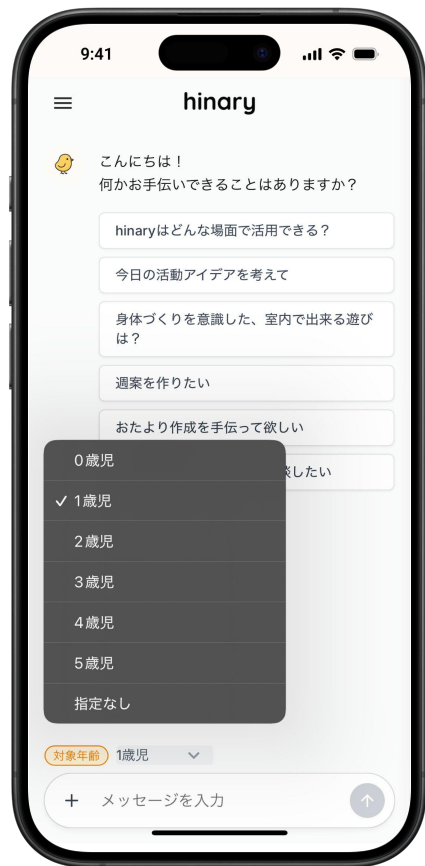 9:41
hinary
こんにちは！
何かお手伝いできることはありますか？
hinaryはどんな場面で活用できる？
今日の活動アイデアを考えて
身体づくりを意識した、室内で出来る遊び
は？
週案を作りたい
おたより作成を手伝って欲しい
したい
0歳児
✓ 1歳児
2歳児
3歳児
4歳児
5歳児
指定なし
対象年齢 1歳児
メッセージを入力